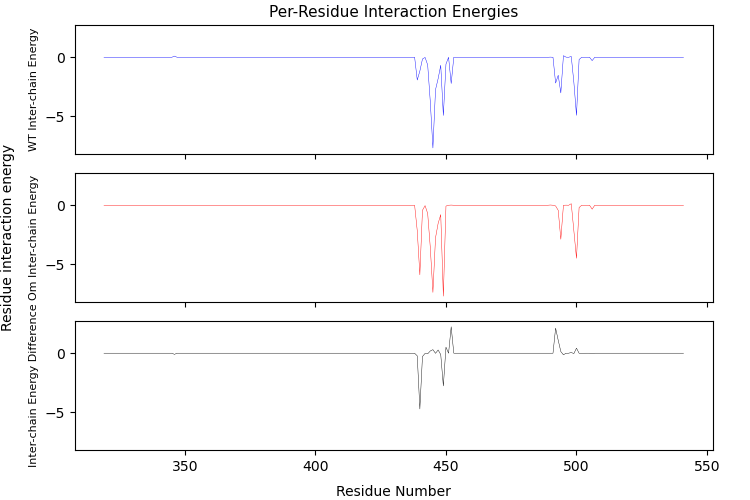 Per-Residue Interaction Energies
Residue interaction energy
WT Inter-chain Energy
0
−5
Om Inter-chain Energy
0
−5
Inter-chain Energy Difference
0
−5
350
400
450
500
550
Residue Number